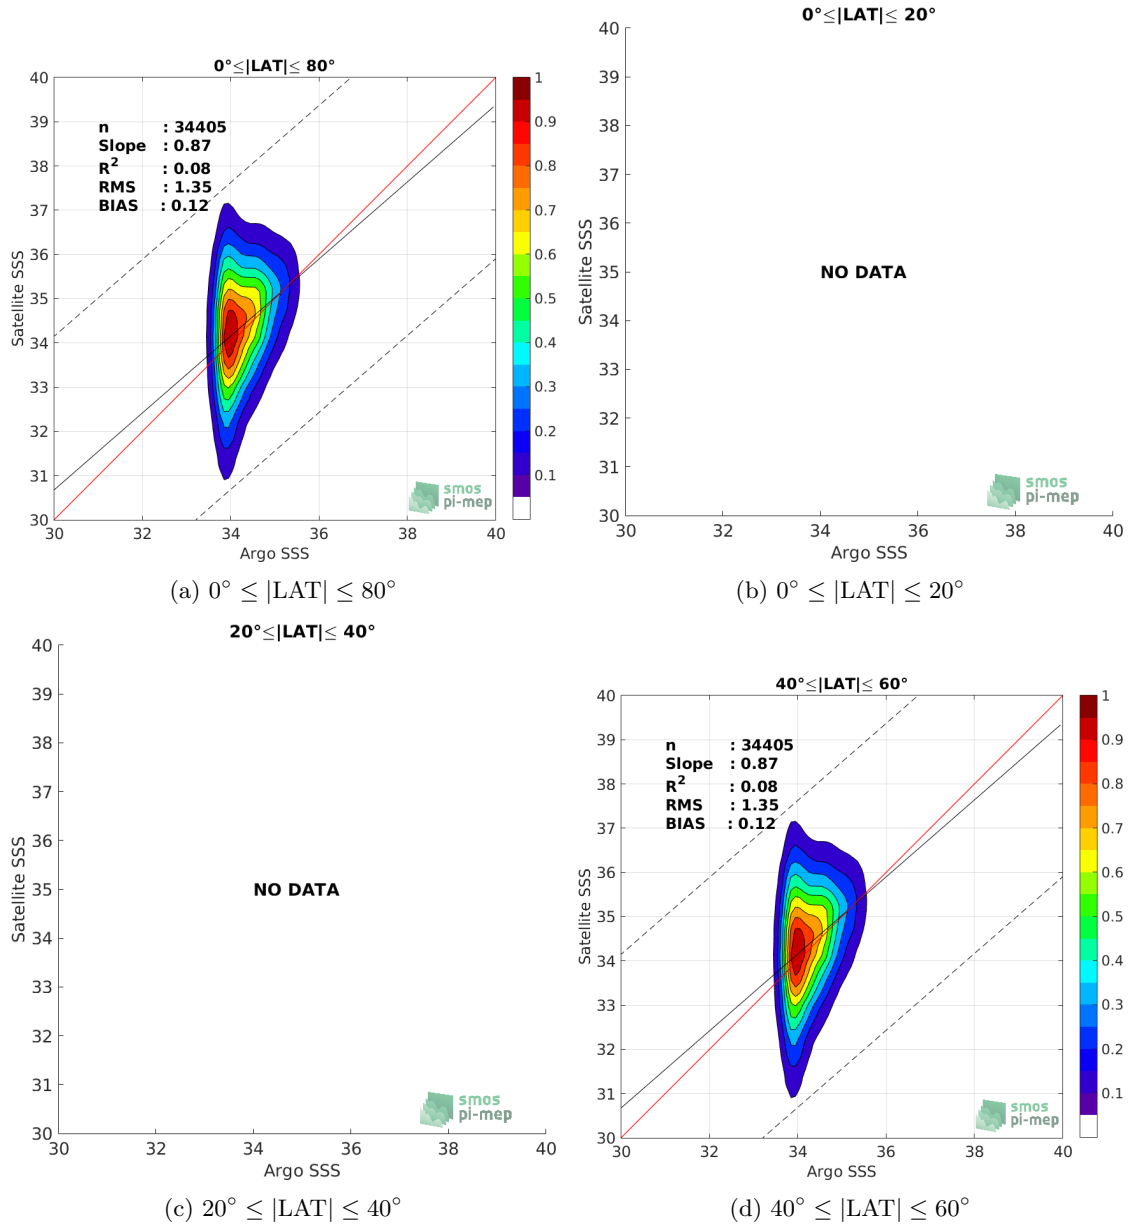 0°≤|LAT|≤ 80°
40
39
38
37
36
35
34
33
32
31
30
Satellite SSS
n : 34405
Slope : 0.87
R² : 0.08
RMS : 1.35
BIAS : 0.12
smos
pi-mep
30 32 34 36 38 40
Argo SSS
1
0.9
0.8
0.7
0.6
0.5
0.4
0.3
0.2
0.1
(a) 0° ≤ |LAT| ≤ 80°
0°≤|LAT|≤ 20°
40
39
38
37
36
35
34
33
32
31
30
Satellite SSS
NO DATA
smos
pi-mep
30 32 34 36 38 40
Argo SSS
(b) 0° ≤ |LAT| ≤ 20°
20°≤|LAT|≤ 40°
40
39
38
37
36
35
34
33
32
31
30
Satellite SSS
NO DATA
smos
pi-mep
30 32 34 36 38 40
Argo SSS
(c) 20° ≤ |LAT| ≤ 40°
40°≤|LAT|≤ 60°
40
39
38
37
36
35
34
33
32
31
30
Satellite SSS
n : 34405
Slope : 0.87
R² : 0.08
RMS : 1.35
BIAS : 0.12
smos
pi-mep
30 32 34 36 38 40
Argo SSS
1
0.9
0.8
0.7
0.6
0.5
0.4
0.3
0.2
0.1
(d) 40° ≤ |LAT| ≤ 60°